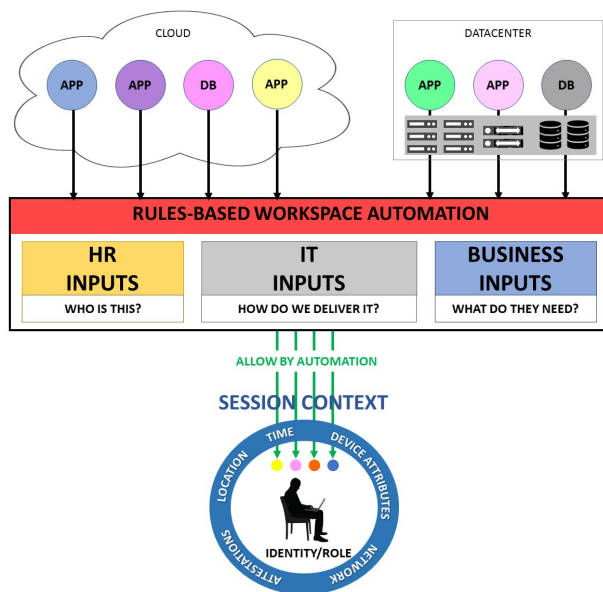 CLOUD
DATACENTER
APP
APP
DB
APP
APP
APP
DB
RULES-BASED WORKSPACE AUTOMATION
HR
INPUTS
WHO IS THIS?
IT
INPUTS
HOW DO WE DELIVER IT?
BUSINESS
INPUTS
WHAT DO THEY NEED?
ALLOW BY AUTOMATION
SESSION CONTEXT
LOCATION
TIME
DEVICE ATTRIBUTES
NETWORK
ATTESTATIONS
IDENTITY/ROLE